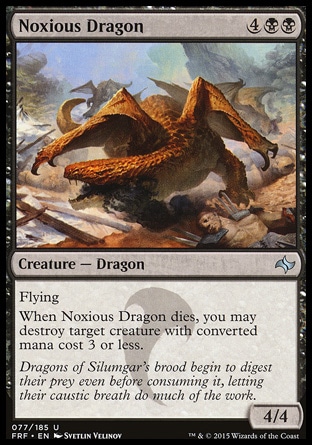 Noxious Dragon 4
Creature — Dragon
Flying
When Noxious Dragon dies, you may
destroy target creature with converted
mana cost 3 or less.
Dragons of Silumgar's brood begin to digest
their prey even before consuming it, letting
their caustic breath do much of the work.
4/4
077/185 U
FRF • EN Svetlin Velinov ™ & © 2015 Wizards of the Coast